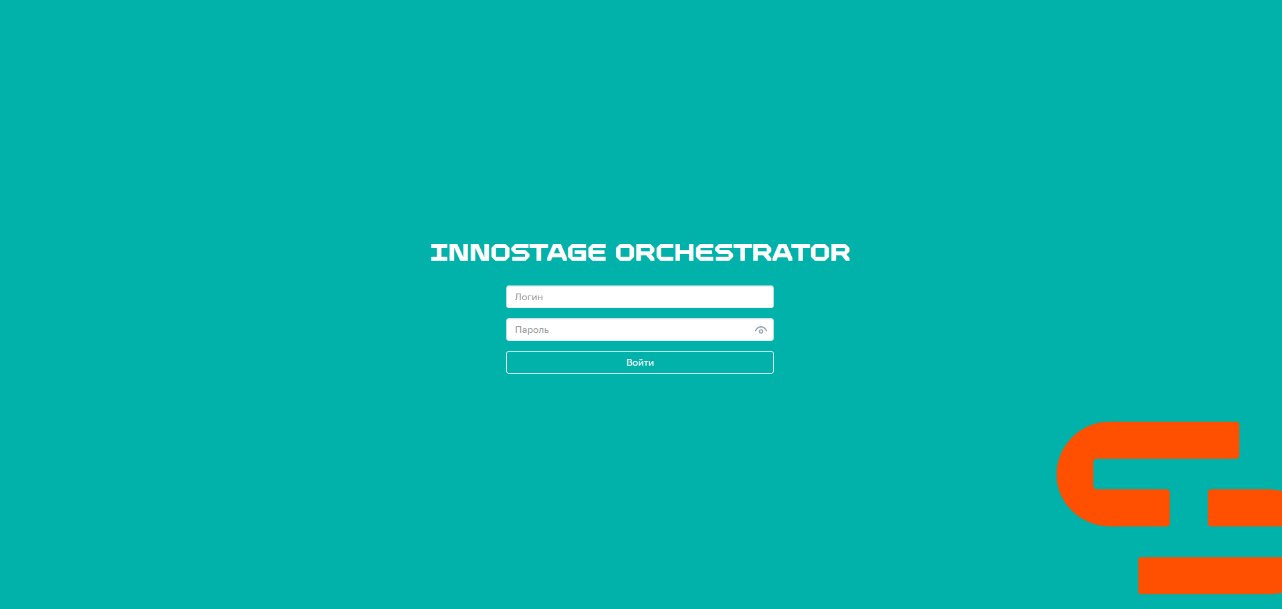 INNOSTAGE ORCHESTRATOR
Логин
Пароль
Войти